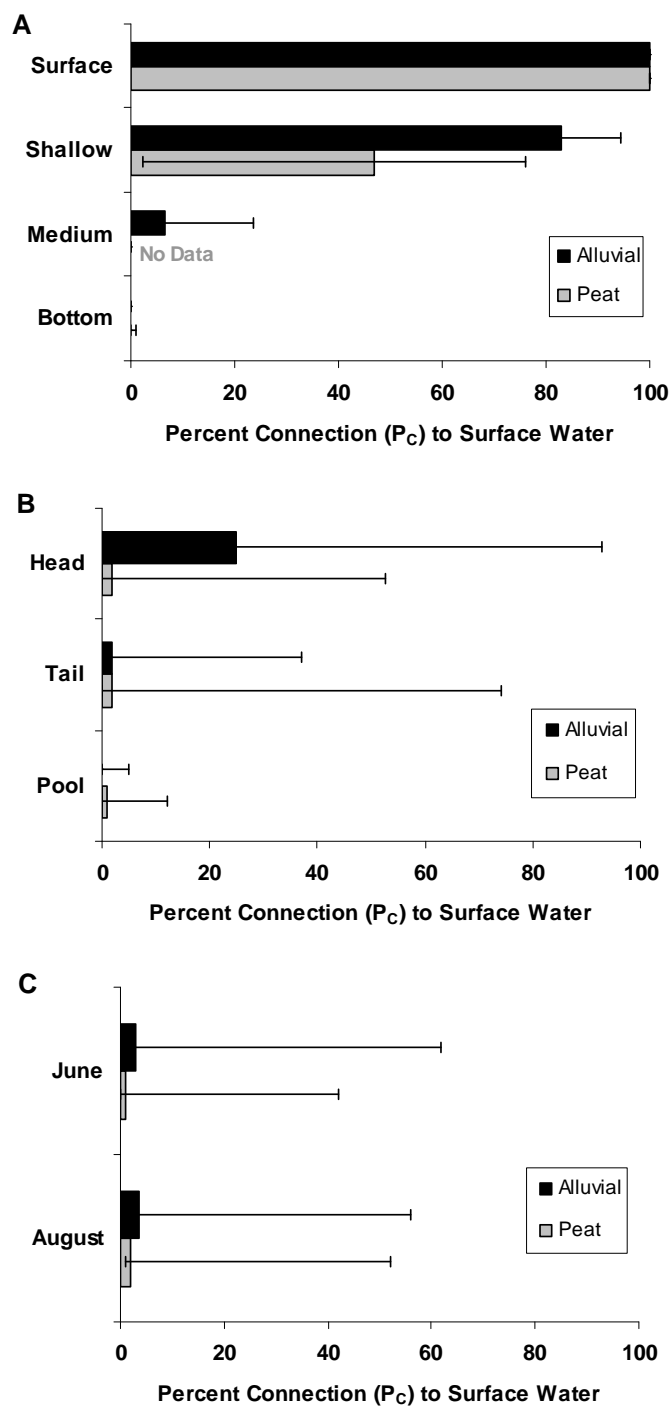 A
Surface
Shallow
Medium
No Data
Bottom
Alluvial
Peat
0 20 40 60 80 100
Percent Connection (PC) to Surface Water
B
Head
Tail
Pool
Alluvial
Peat
0 20 40 60 80 100
Percent Connection (PC) to Surface Water
C
June
August
Alluvial
Peat
0 20 40 60 80 100
Percent Connection (PC) to Surface Water